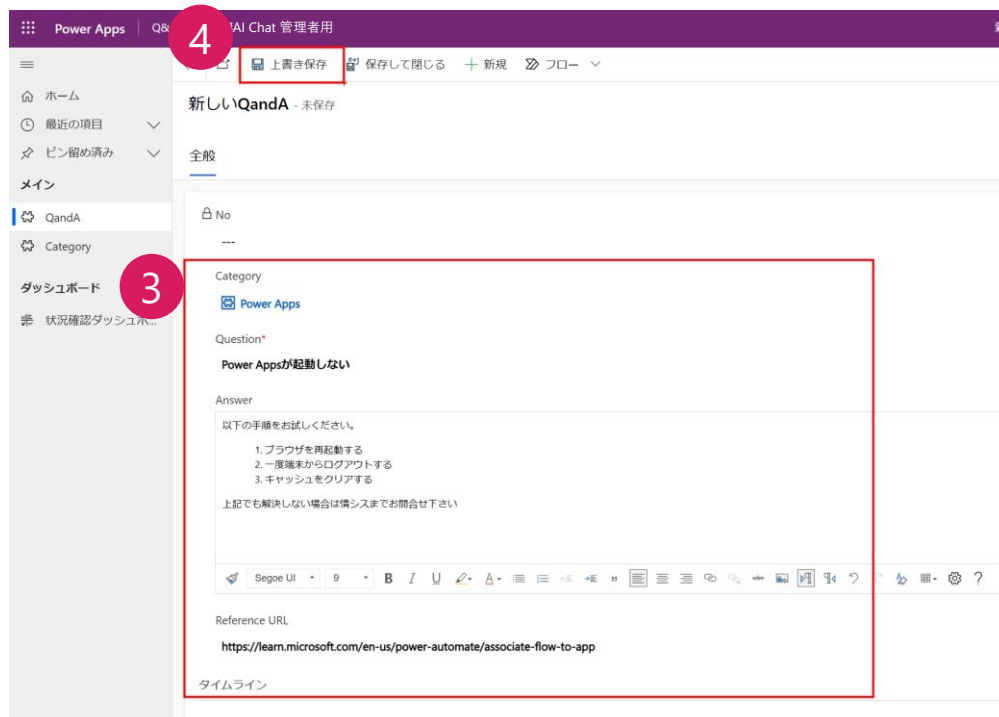 Power Apps Q& AI Chat 管理者用
4
上書き保存 保存して閉じる 新規 フロー
ホーム
最近の項目
ピン留め済み
メイン
QandA
Category
ダッシュボード
状況確認ダッシュボ...
新しいQandA - 未保存
全般
No
---
3
Category
Power Apps
Question*
Power Appsが起動しない
Answer
以下の手順をお試しください。
1. ブラウザを再起動する
2. 一度端末からログアウトする
3. キャッシュをクリアする
上記でも解決しない場合は情シスまでお問合せ下さい
Segoe UI 9 B I U A abc ?
Reference URL
https://learn.microsoft.com/en-us/power-automate/associate-flow-to-app
タイムライン